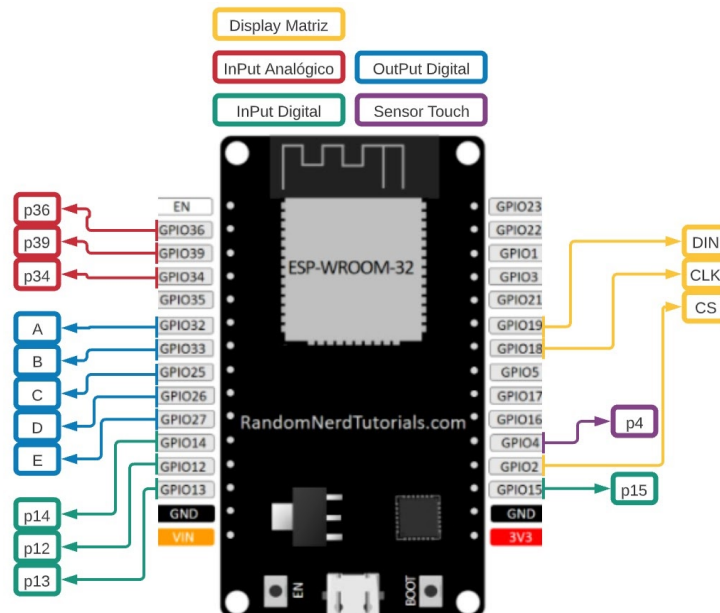 Display Matriz
InPut Analógico
OutPut Digital
InPut Digital
Sensor Touch
p36
p39
p34
A
B
C
D
E
p14
p12
p13
EN
GPIO36
GPIO39
GPIO34
GPIO35
GPIO32
GPIO33
GPIO25
GPIO26
GPIO27
GPIO14
GPIO12
GPIO13
GND
VIN
ESP-WROOM-32
RandomNerdTutorials.com
EN
BOOT
GPIO23
GPIO22
GPIO1
GPIO3
GPIO21
GPIO19
GPIO18
GPIO5
GPIO17
GPIO16
GPIO4
GPIO2
GPIO15
GND
3V3
DIN
CLK
CS
p4
p15